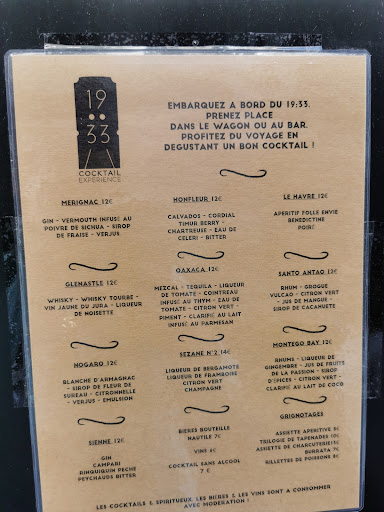 19
33
COCKTAIL
EXPERIENCE
EMBARQUEZ A BORD DU 19:33.
PRENEZ PLACE
DANS LE WAGON OU AU BAR.
PROFITEZ DU VOYAGE EN
DEGUSTANT UN BON COCKTAIL !
MERIGNAC 12€
GIN - VERMOUTH INFUSÉ AU
POIVRE DE SICHUA - SIROP
DE FRAISE - VERJUS
GLENASTLE 12€
WHISKY - WHISKY TOURBE -
VIN JAUNE DU JURA - LIQUEUR
DE NOISETTE
HOGARO 12€
BLANCHE D'ARMAGNAC
- SIROP DE FLEUR DE
SUREAU - CITRONNELLE
- VERJUS - EMULSION
SIENNE 12€
GIN
CAMPARI
RINQUIQUIN PECHE
PEYCHAUDS BITTER
HONFLEUR 12€
CALVADOS - CORDIAL
TIMUR BERRY -
CHARTREUSE - EAU DE
CELERI - BITTER
OAXACA 12€
MEZCAL - TEQUILA - LIQUEUR
DE TOMATE - COINTREAU
INFUSE AU THYM - EAU DE
TOMATE - CITRON VERT -
PIMENT - CLARIFIÉ AU LAIT
INFUSE AU PARMESAN
SEZANE N°2 14€
LIQUEUR DE BERGAMOTE
LIQUEUR DE FRAMBOISE
CITRON VERT
CHAMPAGNE
BIERES BOUTEILLE
NAUTILE 7€
VINS 6€
COCKTAIL SANS ALCOOL
7 €
LE HAVRE 12€
APERITIF FOLLE ENVIE
BENEDICTINE
POIRE
SANTO ANTAO 12€
RHUM - GROGUE
VULCAO - CITRON VERT
- JUS DE MANGUE -
SIROP DE CACAHUETE
MONTEGO BAY 12€
RHUMS - LIQUEUR DE
GINGEMBRE - JUS DE FRUITS
DE LA PASSION - SIROP
D'EPICES - CITRON VERT -
CLARIFIÉ AU LAIT DE COCO
GRIGNOTAGES
ASSIETTE APERITIVE 8€
TRILOGIE DE TAPENADES 10€
ASSIETTE DE CHARCUTERIE15€
BURRATA 7€
RILLETTES DE POISSONS 8€
LES COCKTAILS & SPIRITUEUX, LES BIERES & LES VINS SONT A CONSOMMER
AVEC MODERATION !